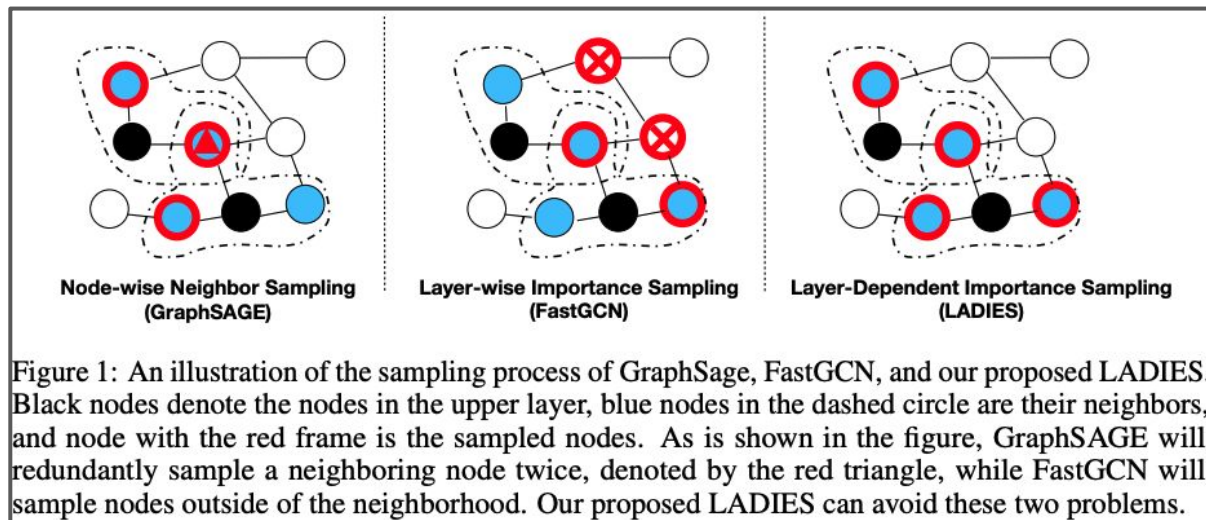 Node-wise Neighbor Sampling
(GraphSAGE)
Layer-wise Importance Sampling
(FastGCN)
Layer-Dependent Importance Sampling
(LADIES)
Figure 1: An illustration of the sampling process of GraphSage, FastGCN, and our proposed LADIES.
Black nodes denote the nodes in the upper layer, blue nodes in the dashed circle are their neighbors,
and node with the red frame is the sampled nodes. As is shown in the figure, GraphSAGE will
redundantly sample a neighboring node twice, denoted by the red triangle, while FastGCN will
sample nodes outside of the neighborhood. Our proposed LADIES can avoid these two problems.